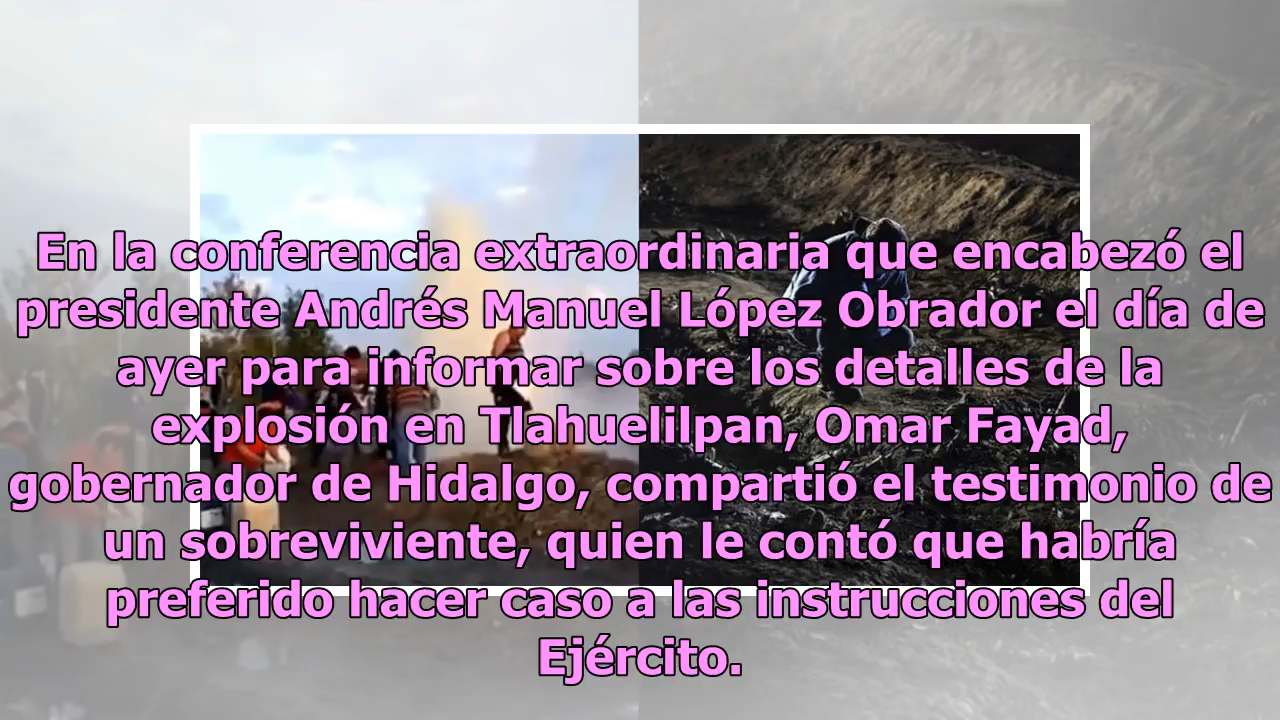 En la conferencia extraordinaria que encabezó el
presidente Andrés Manuel López Obrador el día de
ayer para informar sobre los detalles de la
explosión en Tlahuelilpan, Omar Fayad,
gobernador de Hidalgo, compartió el testimonio de
un sobreviviente, quien le contó que habría
preferido hacer caso a las instrucciones del
Ejército.